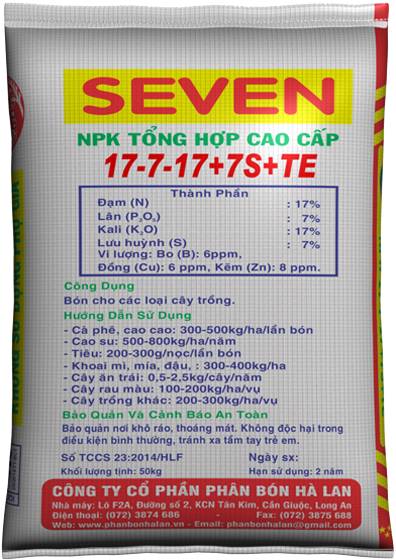 SEVEN
NPK TỔNG HỢP CAO CẤP
17-7-17+7S+TE
Thành Phần
Đạm (N) : 17%
Lân (P₂O₅) : 7%
Kali (K₂O) : 17%
Lưu huỳnh (S) : 7%
Vi lượng: Bo (B): 6ppm,
Đồng (Cu): 6 ppm, Kẽm (Zn): 8 ppm.
Công Dụng
Bón cho các loại cây trồng.
Hướng Dẫn Sử Dụng
- Cà phê, cao cao: 300-500kg/ha/lần bón
- Cao su: 500-800kg/ha/năm
- Tiêu: 200-300g/nọc/lần bón
- Khoai mì, mía, đậu, : 300-400kg/ha
- Cây ăn trái: 0,5-2,5kg/cây/năm
- Cây rau màu: 100-200kg/ha/vụ
- Cây trồng khác: 200-300kg/ha/vụ
Bảo Quản Và Cảnh Báo An Toàn
Bảo quản nơi khô ráo, thoáng mát. Không độc hại trong
điều kiện bình thường, tránh xa tầm tay trẻ em.
Số TCCS 23:2014/HLF Ngày sx:
Khối lượng tịnh: 50kg Hạn sử dụng: 2 năm
CÔNG TY CỔ PHẦN PHÂN BÓN HÀ LAN
Nhà máy: Lô F2A, Đường số 2, KCN Tân Kim, Cần Giuộc, Long An
Điện thoại: (072) 3874 686 - Fax: (072) 3875 688
Web: www.phanbonhalan.vn - Email: phanbonhalan@gmail.com
KHÔNG SỬ DỤNG PHỤ GIA